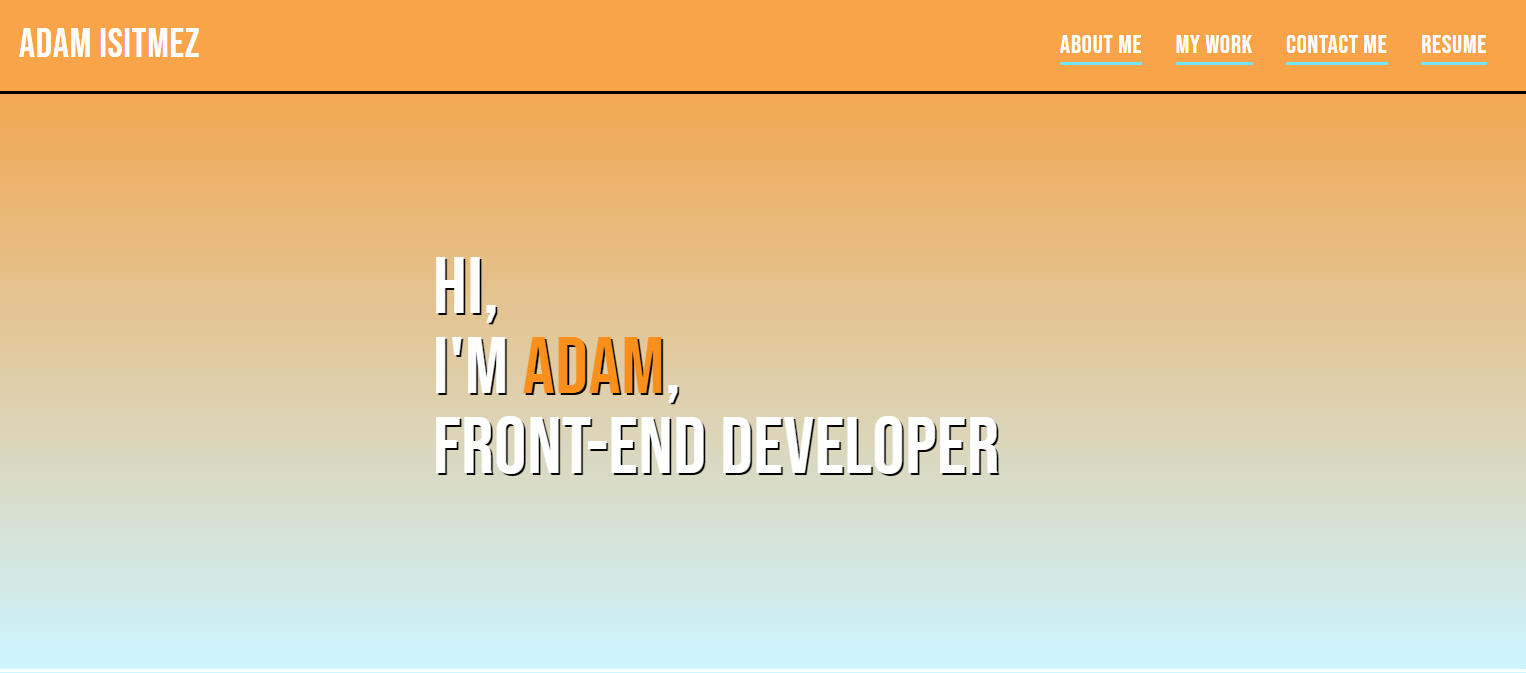 ADAM ISITMEZ
ABOUT ME MY WORK CONTACT ME RESUME
HI,
I'M ADAM,
FRONT-END DEVELOPER